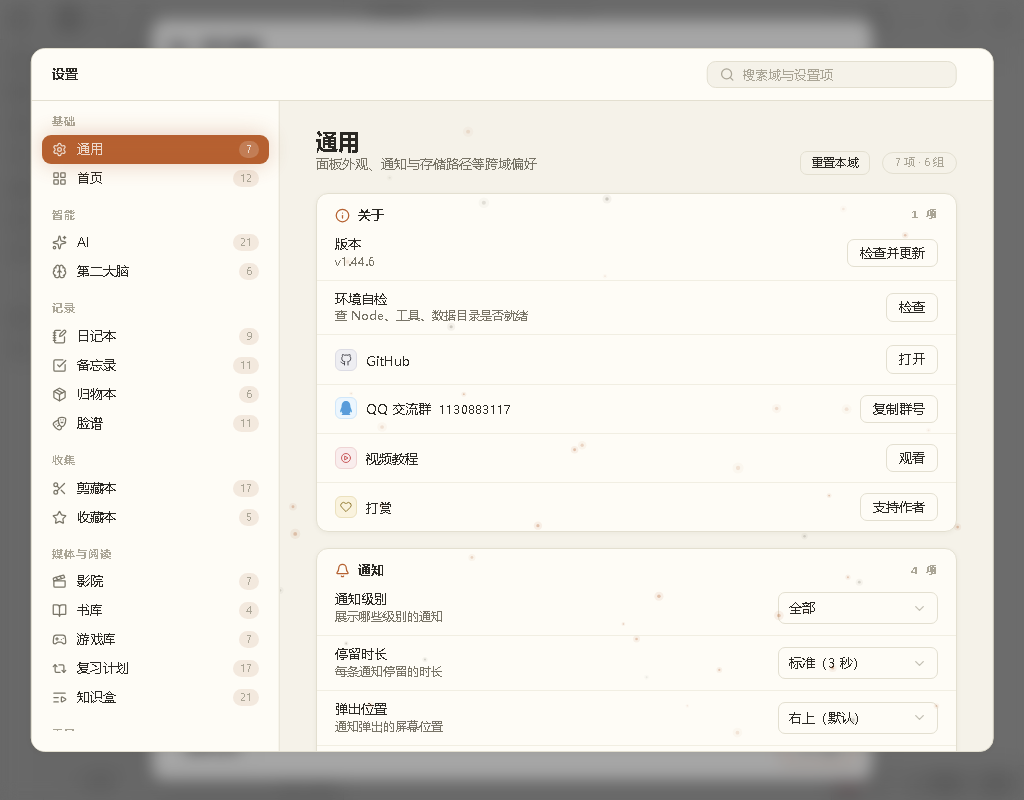 设置
搜索域与设置项
基础
通用 7
首页 12
智能
AI 21
第二大脑 6
记录
日记本 9
备忘录 11
归物本 6
脸谱 11
收集
剪藏本 17
收藏本 5
媒体与阅读
影院 7
书库 4
游戏库 7
复习计划 17
知识盒 21
通用
面板外观、通知与存储路径等跨域偏好
重置本域
7 项 · 6 组
关于
1 项
版本
v1.44.6
检查并更新
环境自检
查 Node、工具、数据目录是否就绪
检查
GitHub
打开
QQ 交流群 1130883117
复制群号
视频教程
观看
打赏
支持作者
通知
4 项
通知级别
展示哪些级别的通知
全部
停留时长
每条通知停留的时长
标准（3 秒）
弹出位置
通知弹出的屏幕位置
右上（默认）